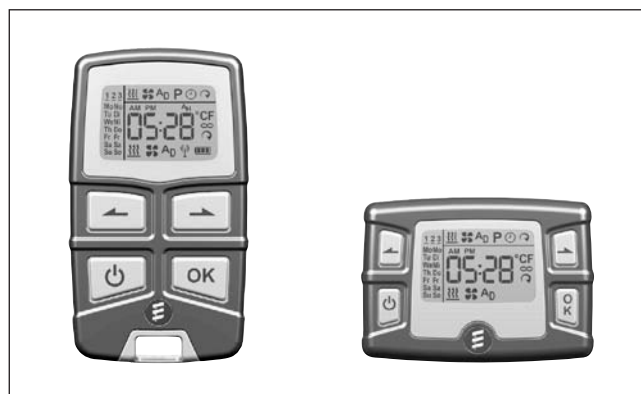 1 2 3 A D P
AM PM A M
Mo Mo
Tu Di
We Mi
Th Do
Fr Fr
Sa Sa
Su So
05:28 °CF
A D
OK
1 2 3 A D P
AM PM
Mo Mo
Tu Di
We Mi
Th Do
Fr Fr
Sa Sa
Su So
05:28 °CF
A D
O
K